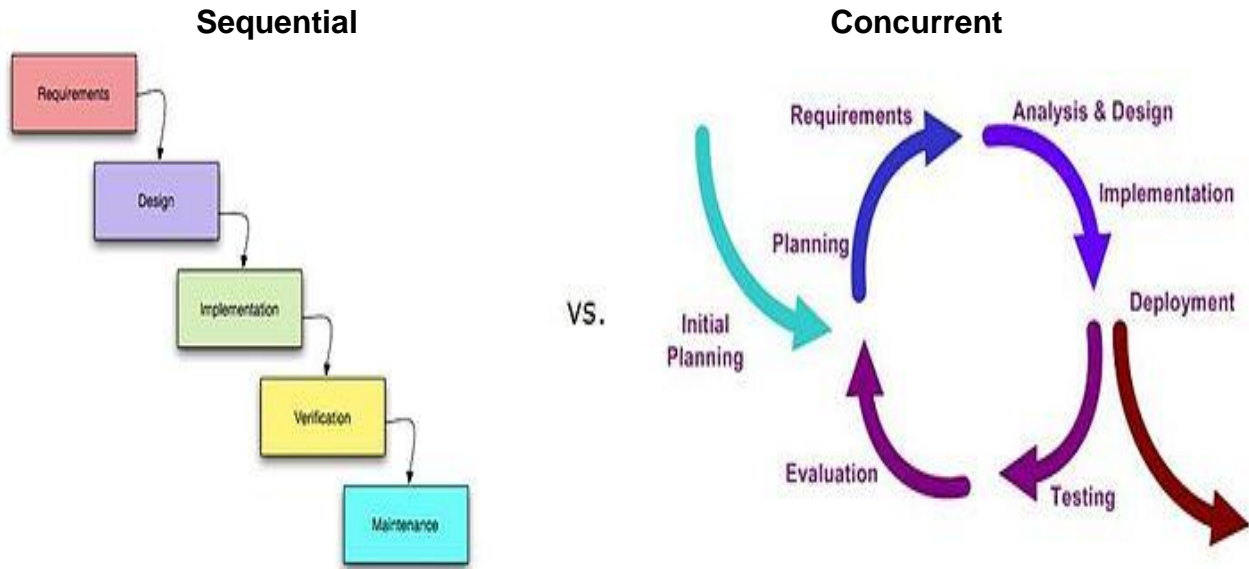 Sequential
Concurrent
Requirements
Design
Implementation
Verification
Maintenance
vs.
Requirements
Analysis & Design
Implementation
Planning
Deployment
Initial
Planning
Evaluation
Testing